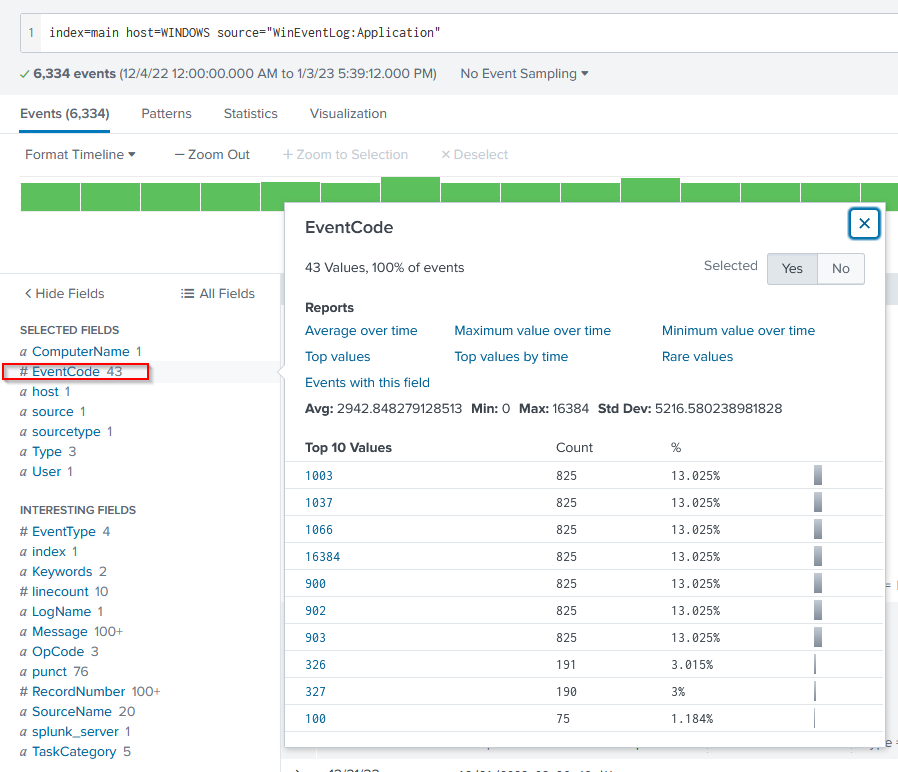 1 index=main host=WINDOWS source="WinEventLog:Application"
6,334 events (12/4/22 12:00:00.000 AM to 1/3/23 5:39:12.000 PM) No Event Sampling
Events (6,334) Patterns Statistics Visualization
Format Timeline — Zoom Out + Zoom to Selection × Deselect
EventCode
43 Values, 100% of events Selected Yes No
Reports
Average over time Maximum value over time Minimum value over time
Top values Top values by time Rare values
Events with this field
Avg: 2942.848279128513 Min: 0 Max: 16384 Std Dev: 5216.580238981828
Top 10 Values Count %
1003 825 13.025%
1037 825 13.025%
1066 825 13.025%
16384 825 13.025%
900 825 13.025%
902 825 13.025%
903 825 13.025%
326 191 3.015%
327 190 3%
100 75 1.184%
< Hide Fields All Fields
SELECTED FIELDS
a ComputerName 1
# EventCode 43
a host 1
a source 1
a sourcetype 1
a Type 3
a User 1
INTERESTING FIELDS
# EventType 4
a index 1
a Keywords 2
# linecount 10
a LogName 1
a Message 100+
a OpCode 3
a punct 76
# RecordNumber 100+
a SourceName 20
a splunk_server 1
a TaskCategory 5